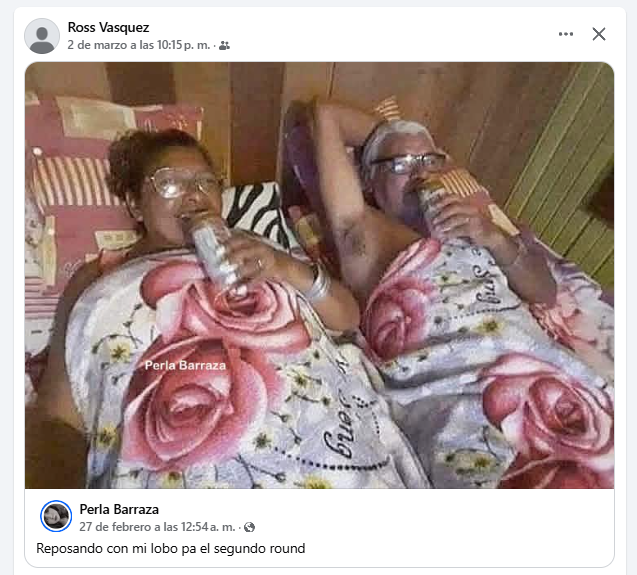 Ross Vasquez
2 de marzo a las 10:15 p. m. ·
Perla Barraza
Perla Barraza
27 de febrero a las 12:54 a. m. ·
Reposando con mi lobo pa el segundo round